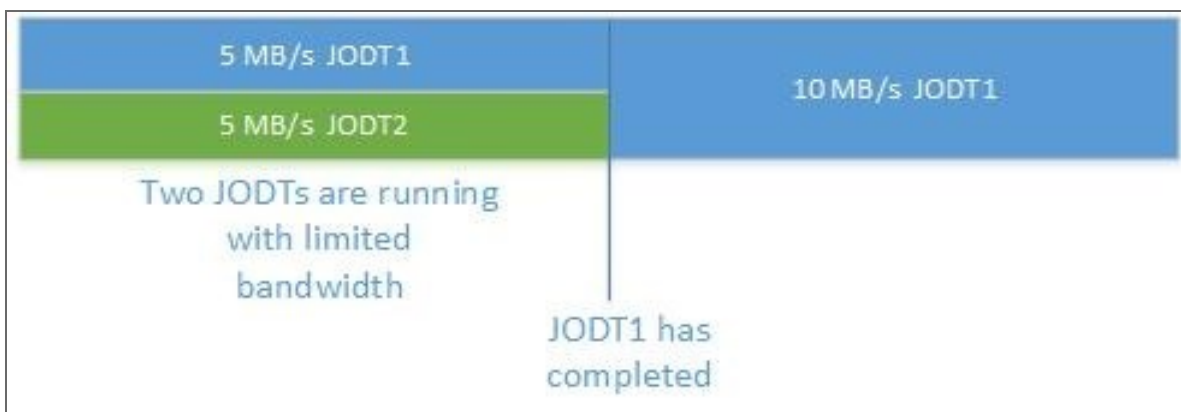 5 MB/s JODT1
10 MB/s JODT1
5 MB/s JODT2
Two JODTs are running
with limited
bandwidth
JODT1 has
completed